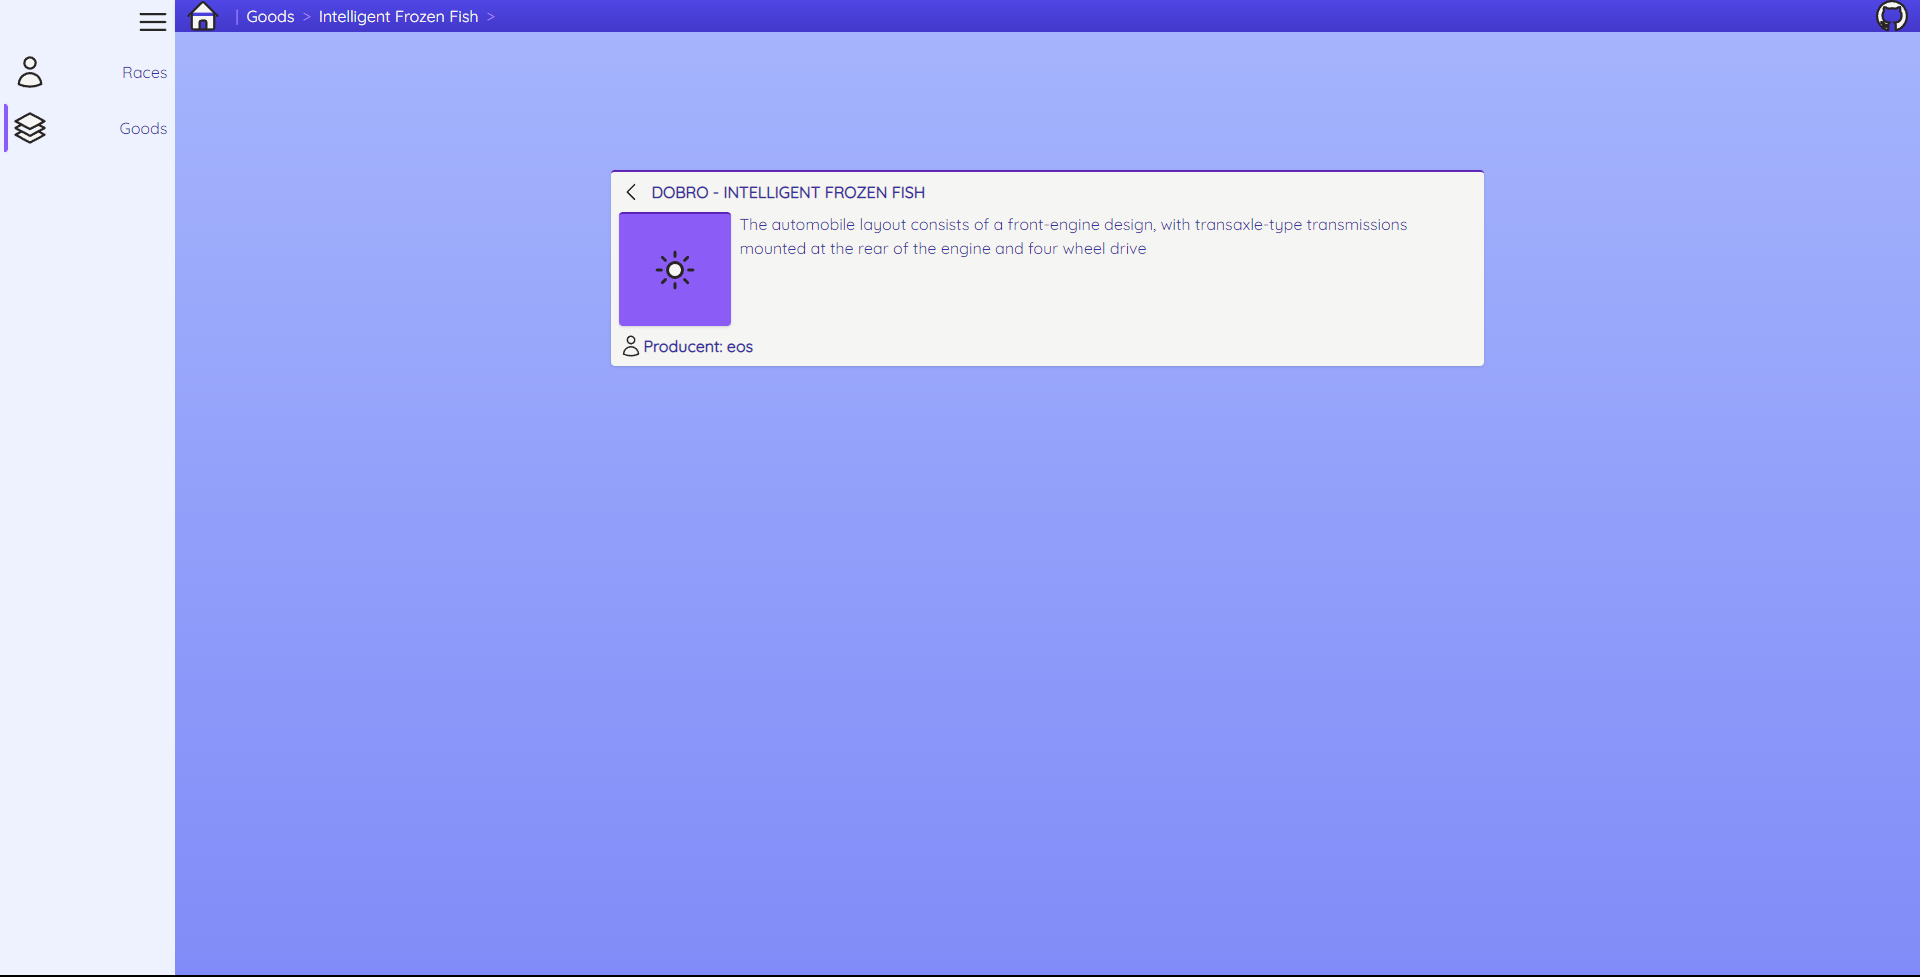 | Goods > Intelligent Frozen Fish >
Races
Goods
DOBRO - INTELLIGENT FROZEN FISH
The automobile layout consists of a front-engine design, with transaxle-type transmissions
mounted at the rear of the engine and four wheel drive
Producent: eos